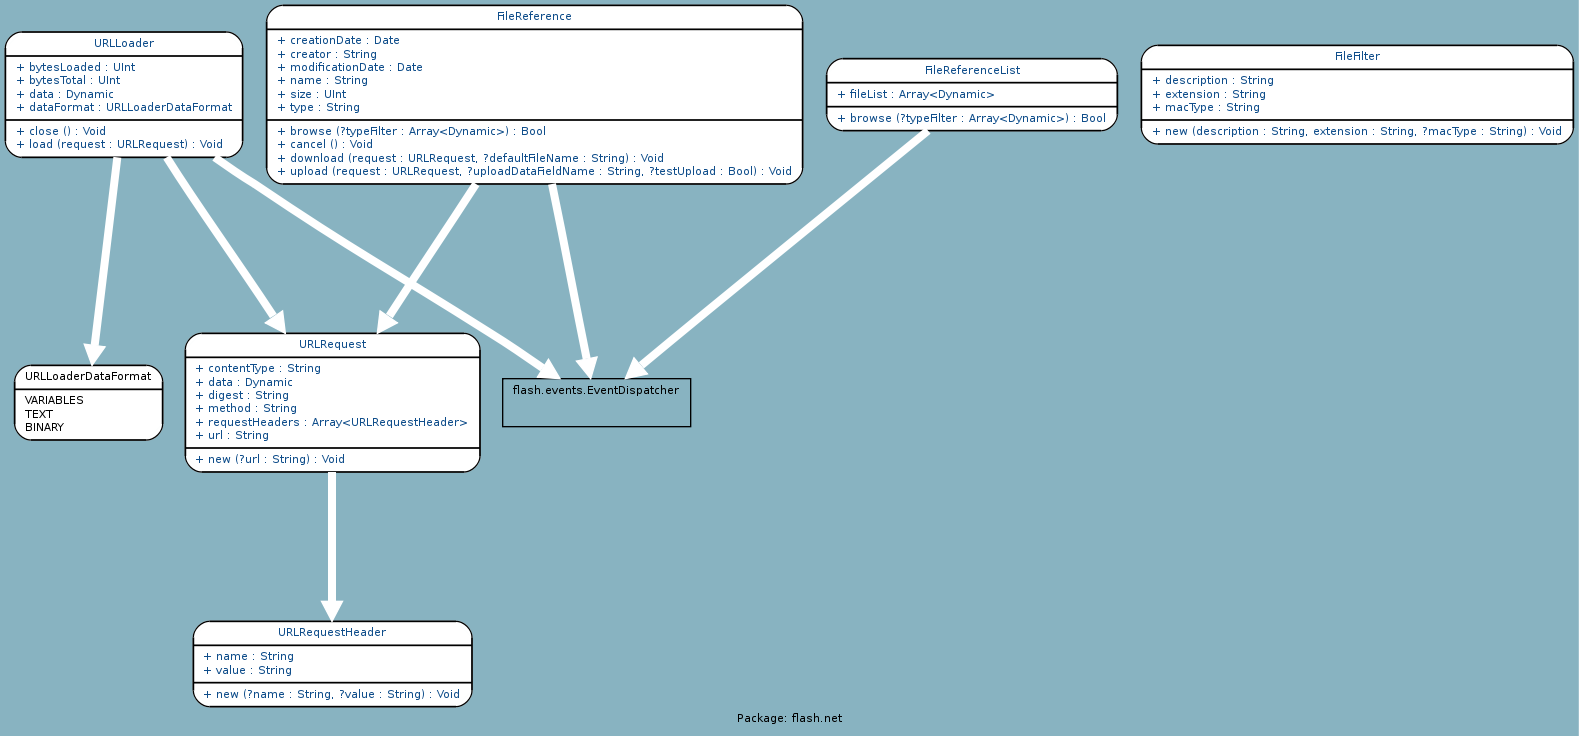 URLLoader
+ bytesLoaded : UInt
+ bytesTotal : UInt
+ data : Dynamic
+ dataFormat : URLLoaderDataFormat
+ close () : Void
+ load (request : URLRequest) : Void
FileReference
+ creationDate : Date
+ creator : String
+ modificationDate : Date
+ name : String
+ size : UInt
+ type : String
+ browse (?typeFilter : Array<Dynamic>) : Bool
+ cancel () : Void
+ download (request : URLRequest, ?defaultFileName : String) : Void
+ upload (request : URLRequest, ?uploadDataFieldName : String, ?testUpload : Bool) : Void
FileReferenceList
+ fileList : Array<Dynamic>
+ browse (?typeFilter : Array<Dynamic>) : Bool
FileFilter
+ description : String
+ extension : String
+ macType : String
+ new (description : String, extension : String, ?macType : String) : Void
URLLoaderDataFormat
VARIABLES
TEXT
BINARY
URLRequest
+ contentType : String
+ data : Dynamic
+ digest : String
+ method : String
+ requestHeaders : Array<URLRequestHeader>
+ url : String
+ new (?url : String) : Void
flash.events.EventDispatcher
URLRequestHeader
+ name : String
+ value : String
+ new (?name : String, ?value : String) : Void
Package: flash.net